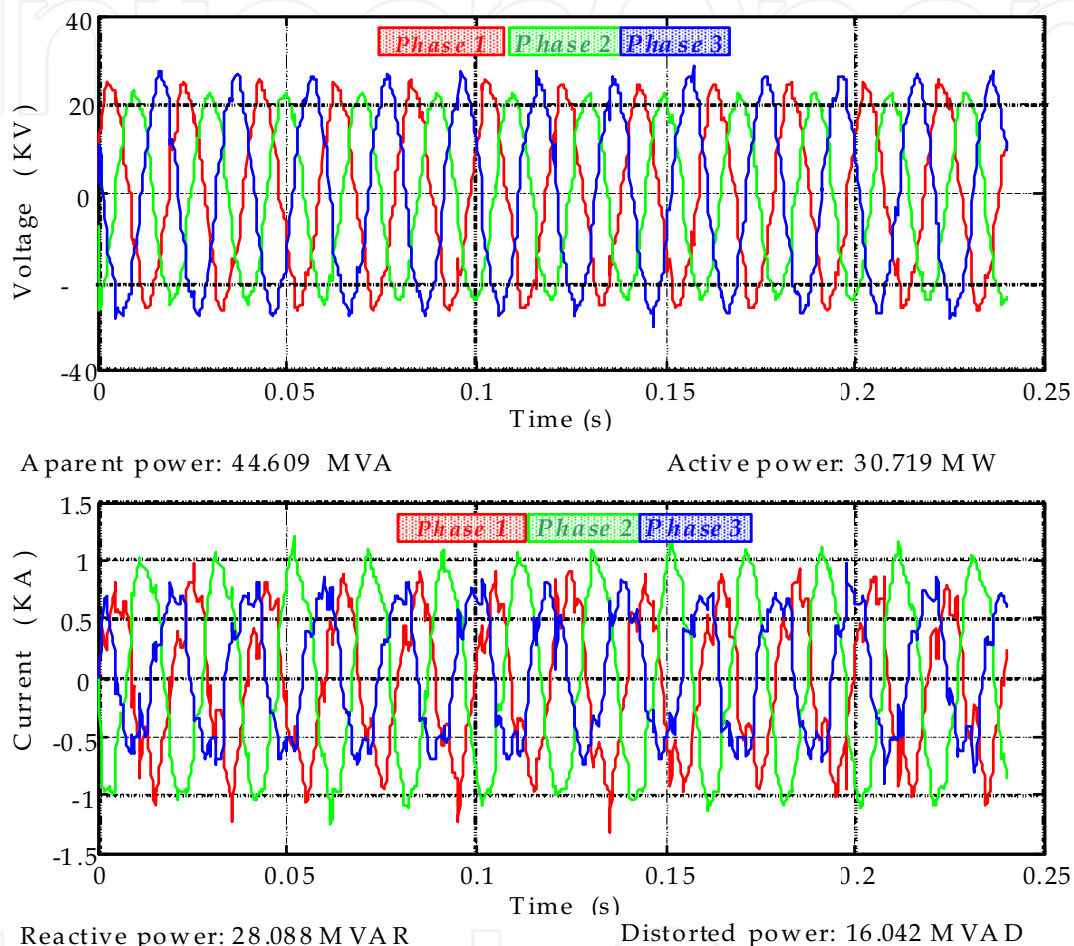 40
Phase 1 Phase 2 Phase 3
20
Voltage (KV)
0
-
-40
0 0.05 0.1 0.15 0.2 0.25
Time (s)
Aparent power: 44.609 MVA Active power: 30.719 MW
1.5
Phase 1 Phase 2 Phase 3
1
Current (KA)
0.5
0
-0.5
-1
-1.5
0 0.05 0.1 0.15 0.2 0.25
Time (s)
Reactive power: 28.088 MVAR Distorted power: 16.042 MVAD